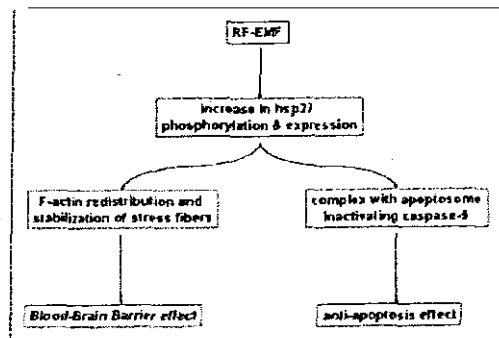 RF-EMF
increase in hsp27
phosphorylation & expression
F-actin redistribution and
stabilization of stress fibers
complex with apoptosome
inactivating caspase-9
Blood-Brain Barrier effect
anti-apoptosis effect